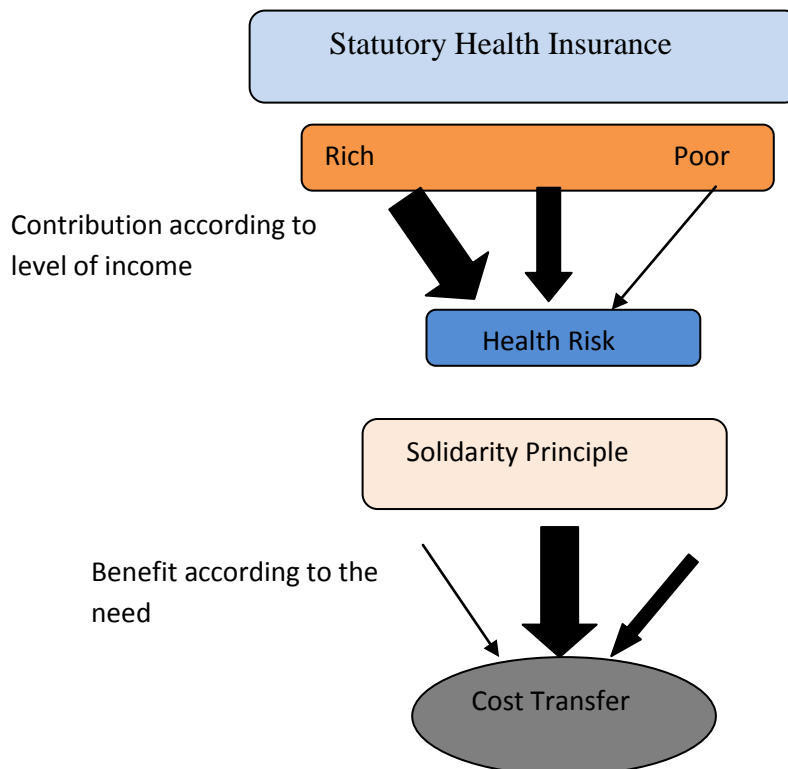 Statutory Health Insurance
Rich Poor
Contribution according to
level of income
Health Risk
Solidarity Principle
Benefit according to the
need
Cost Transfer